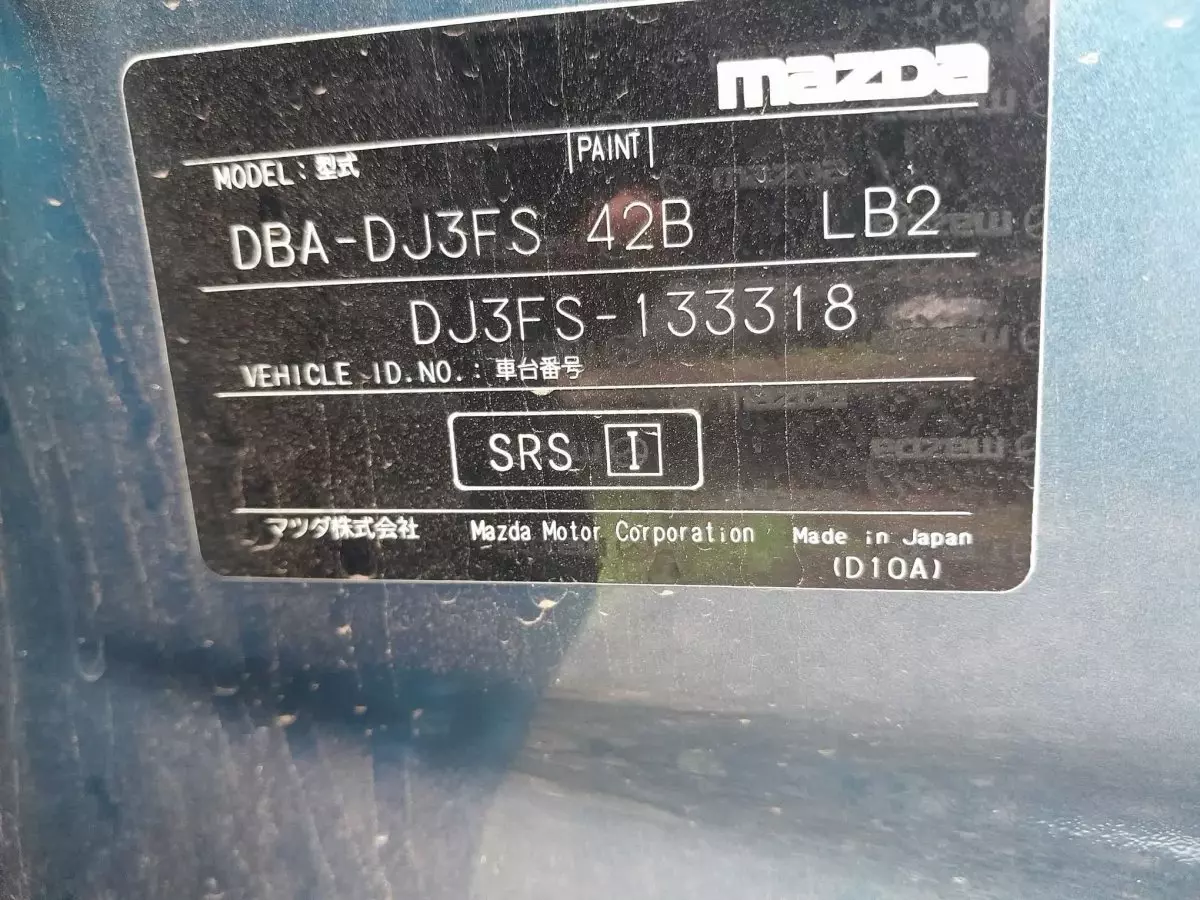 mazda
MODEL: 型式 PAINT
DBA-DJ3FS 42B LB2
DJ3FS-133318
VEHICLE ID.NO.: 車台番号
SRS I
マツダ株式会社 Mazda Motor Corporation Made in Japan
(D10A)